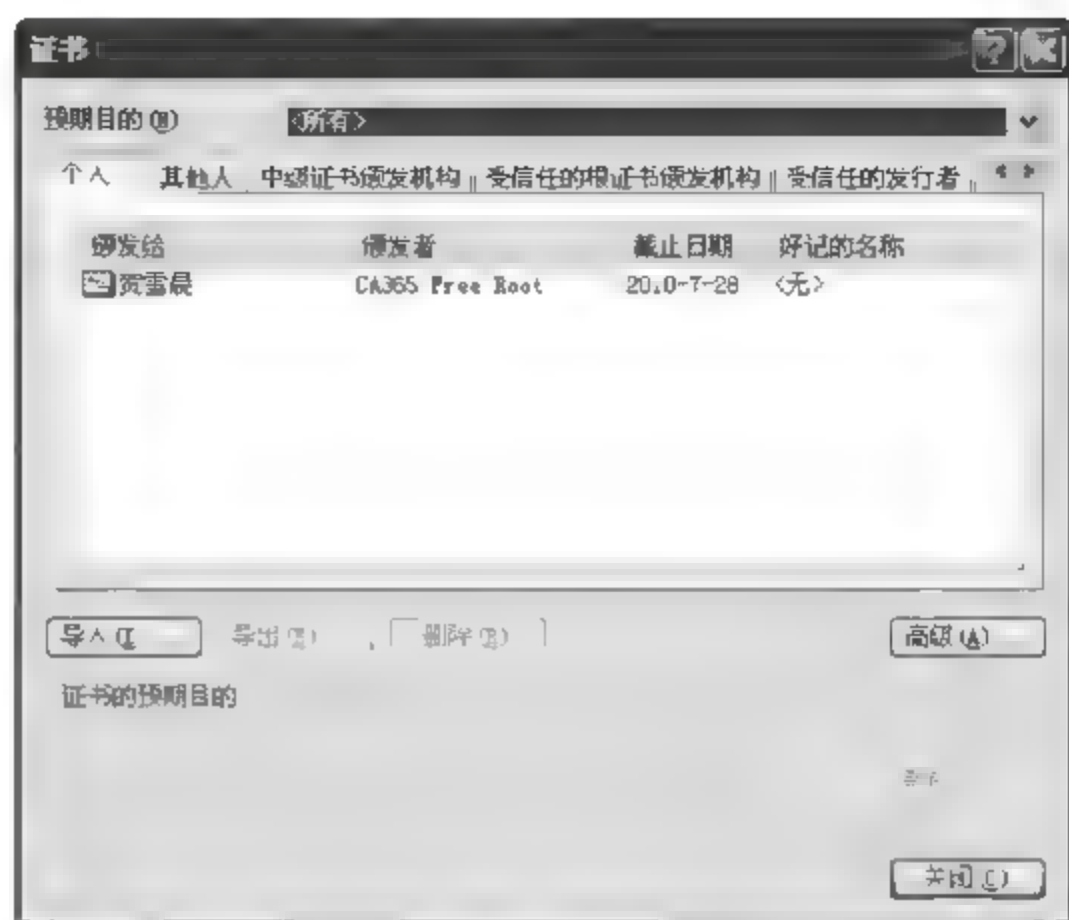 证书
预期目的(N) <所有>
个人 其他人 中级证书颁发机构 受信任的根证书颁发机构 受信任的发行者
颁发给 颁发者 截止日期 好记的名称
贺雪晨 CA365 Free Root 2010-7-28 <无>
导入(I) 导出(E) 删除(R) 高级(A)
证书的预期目的
关闭(C)